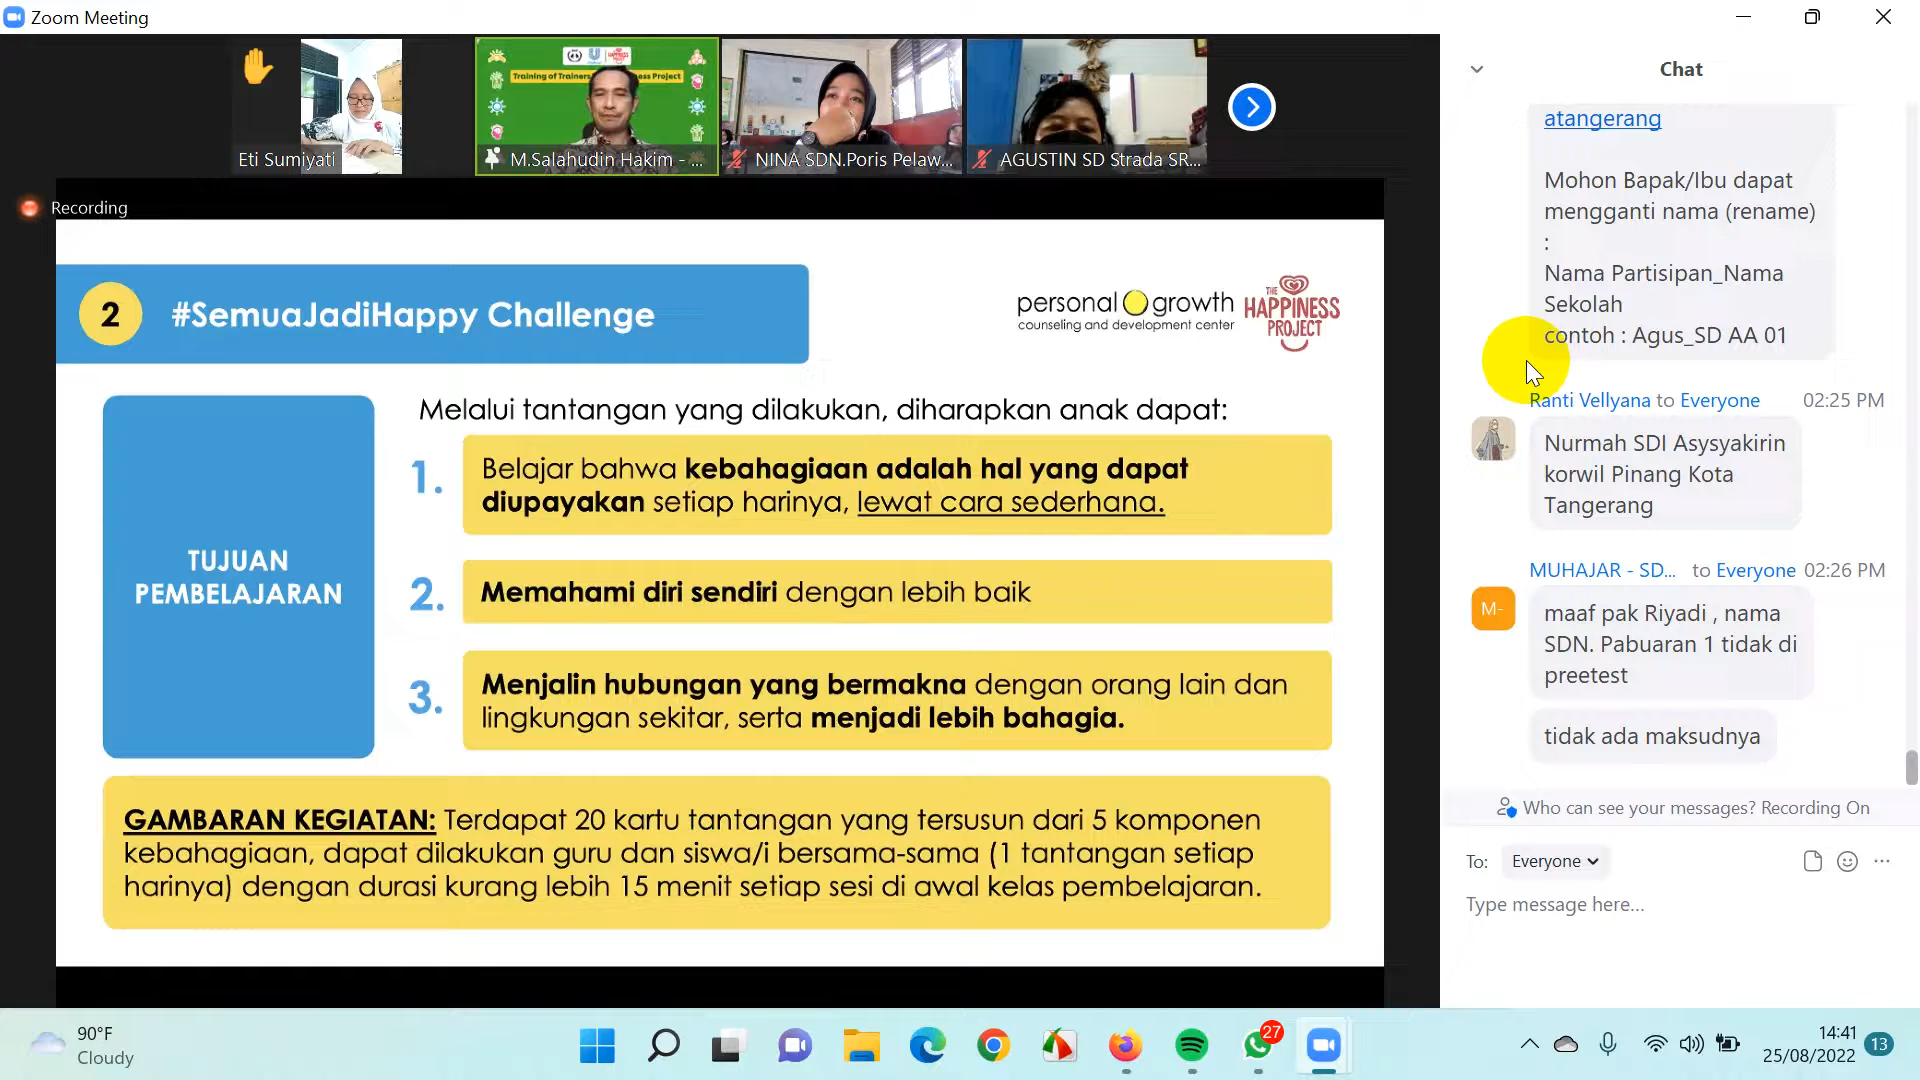 Zoom Meeting
Eti Sumiyati
Training of Trainers
M.Salahudin Hakim - ...
NINA SDN.Poris Pelaw...
AGUSTIN SD Strada SR...
Recording
2
#SemuaJadiHappy Challenge
personal growth
counseling and development center
THE
HAPPINESS
PROJECT
TUJUAN
PEMBELAJARAN
Melalui tantangan yang dilakukan, diharapkan anak dapat:
1.
Belajar bahwa kebahagiaan adalah hal yang dapat
diupayakan setiap harinya, lewat cara sederhana.
2.
Memahami diri sendiri dengan lebih baik
3.
Menjalin hubungan yang bermakna dengan orang lain dan
lingkungan sekitar, serta menjadi lebih bahagia.
GAMBARAN KEGIATAN: Terdapat 20 kartu tantangan yang tersusun dari 5 komponen
kebahagiaan, dapat dilakukan guru dan siswa/i bersama-sama (1 tantangan setiap
harinya) dengan durasi kurang lebih 15 menit setiap sesi di awal kelas pembelajaran.
Chat
atangerang
Mohon Bapak/Ibu dapat
mengganti nama (rename)
:
Nama Partisipan_Nama
Sekolah
contoh : Agus_SD AA 01
Ranti Vellyana to Everyone 02:25 PM
Nurmah SDI Asysyakirin
korwil Pinang Kota
Tangerang
MUHAJAR - SD... to Everyone 02:26 PM
M-
maaf pak Riyadi , nama
SDN. Pabuaran 1 tidak di
preetest
tidak ada maksudnya
Who can see your messages? Recording On
To: Everyone
Type message here...
90°F
Cloudy
27
14:41
25/08/2022
13